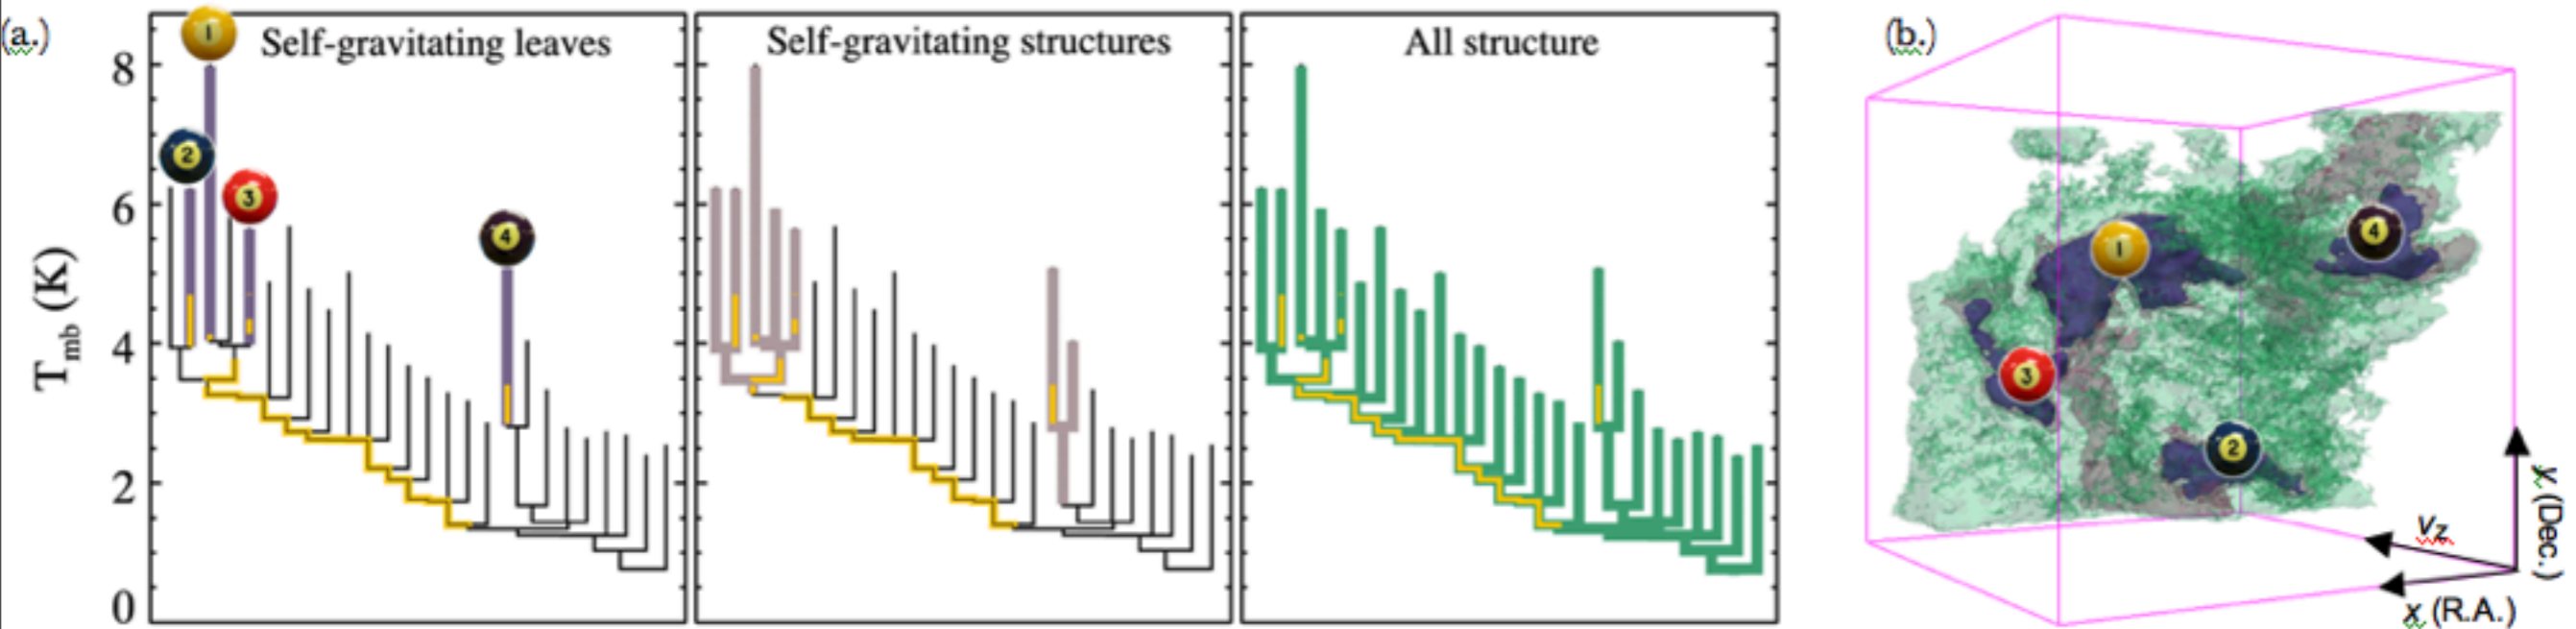 (a.)
Self-gravitating leaves
Self-gravitating structures
All structure
(b.)
T_mb (K)
8
6
4
2
0
1
2
3
4
1
2
3
4
v_z
x (R.A.)
y (Dec.)